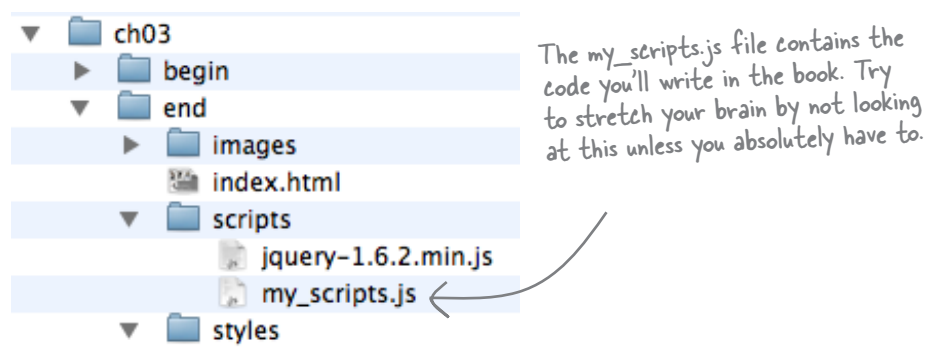 ch03
begin
end
images
index.html
scripts
jquery-1.6.2.min.js
my_scripts.js
styles
The my_scripts.js file contains the
code you'll write in the book. Try
to stretch your brain by not looking
at this unless you absolutely have to.